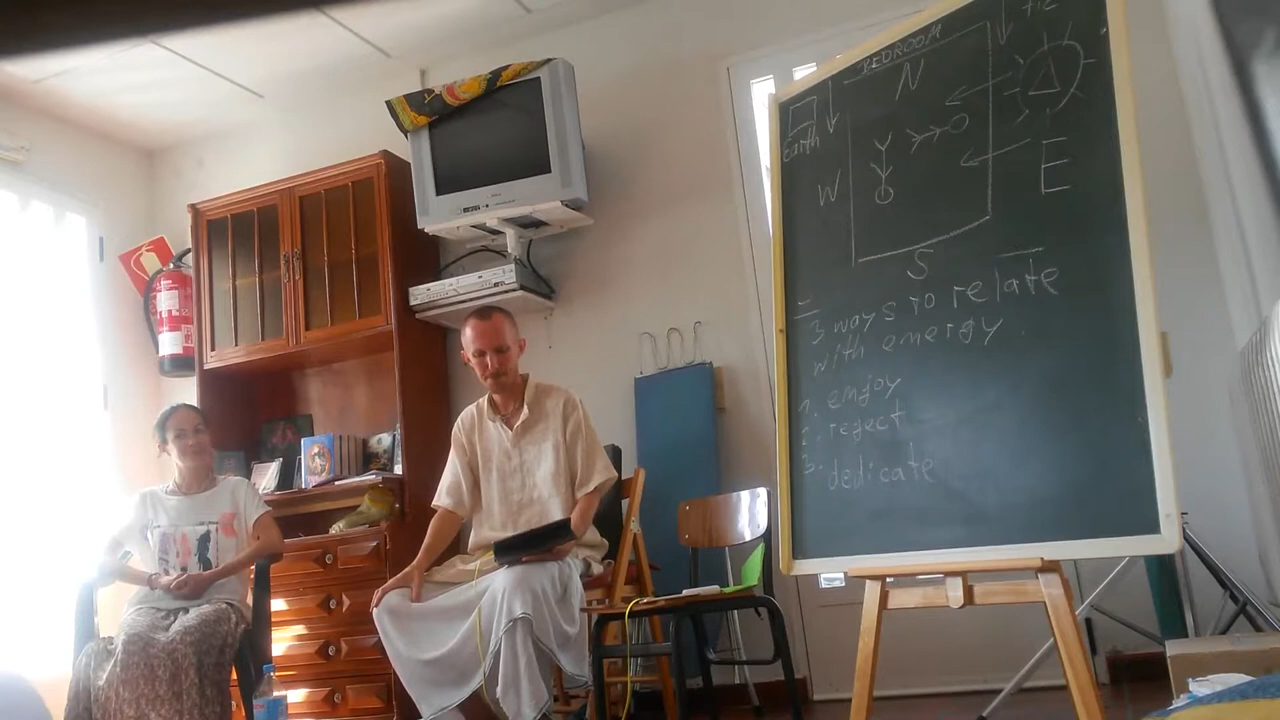 BEDROOM
N
Earth
W
E
S
3 ways to relate
with energy.
1. enjoy
2. reject
3. dedicate